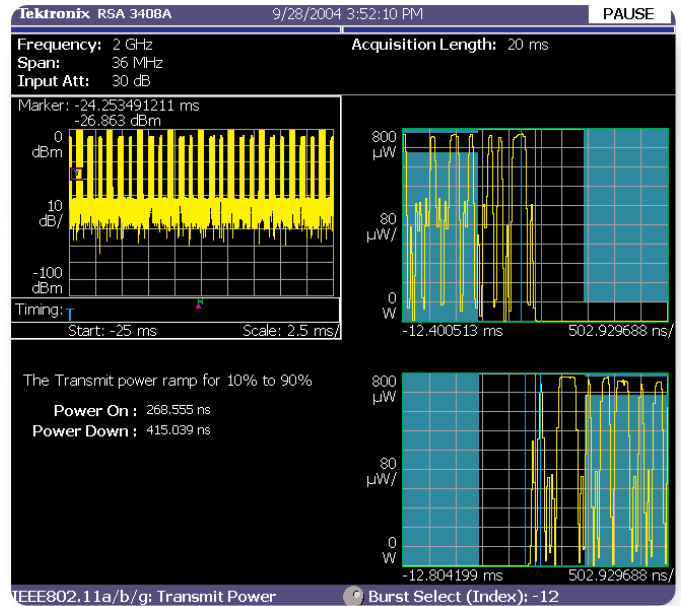 Tektronix RSA 3408A 9/28/2004 3:52:10 PM PAUSE
Frequency: 2 GHz Acquisition Length: 20 ms
Span: 36 MHz
Input Att: 30 dB
Marker: -24.253491211 ms
-26.863 dBm
0
dBm
10
dB/
-100
dBm
Timing: T
Start: -25 ms Scale: 2.5 ms/
800
µW
80
µW/
0
W
-12.400513 ms 502.929688 ns/
The Transmit power ramp for 10% to 90%
Power On : 268.555 ns
Power Down : 415.039 ns
800
µW
80
µW/
0
W
-12.804199 ms 502.929688 ns/
IEEE802.11a/b/g: Transmit Power Burst Select (Index): -12